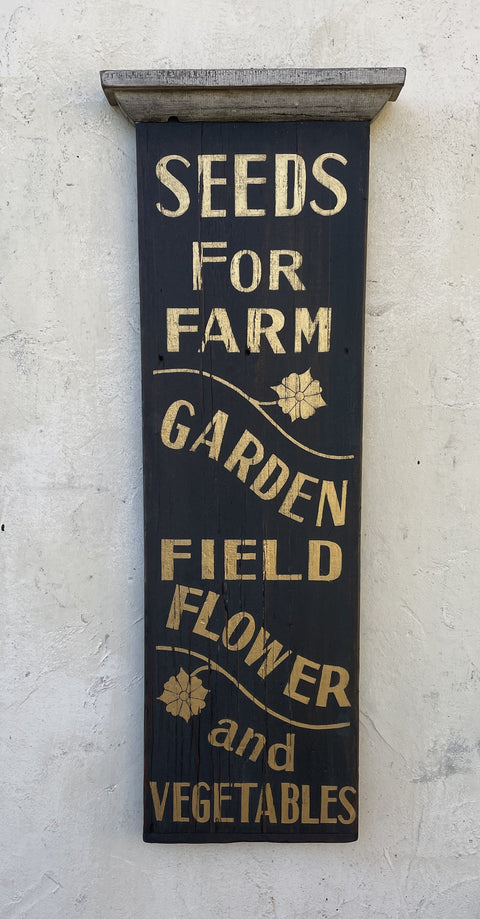 SEEDS
FOR
FARM
GARDEN
FIELD
FLOWER
and
VEGETABLES